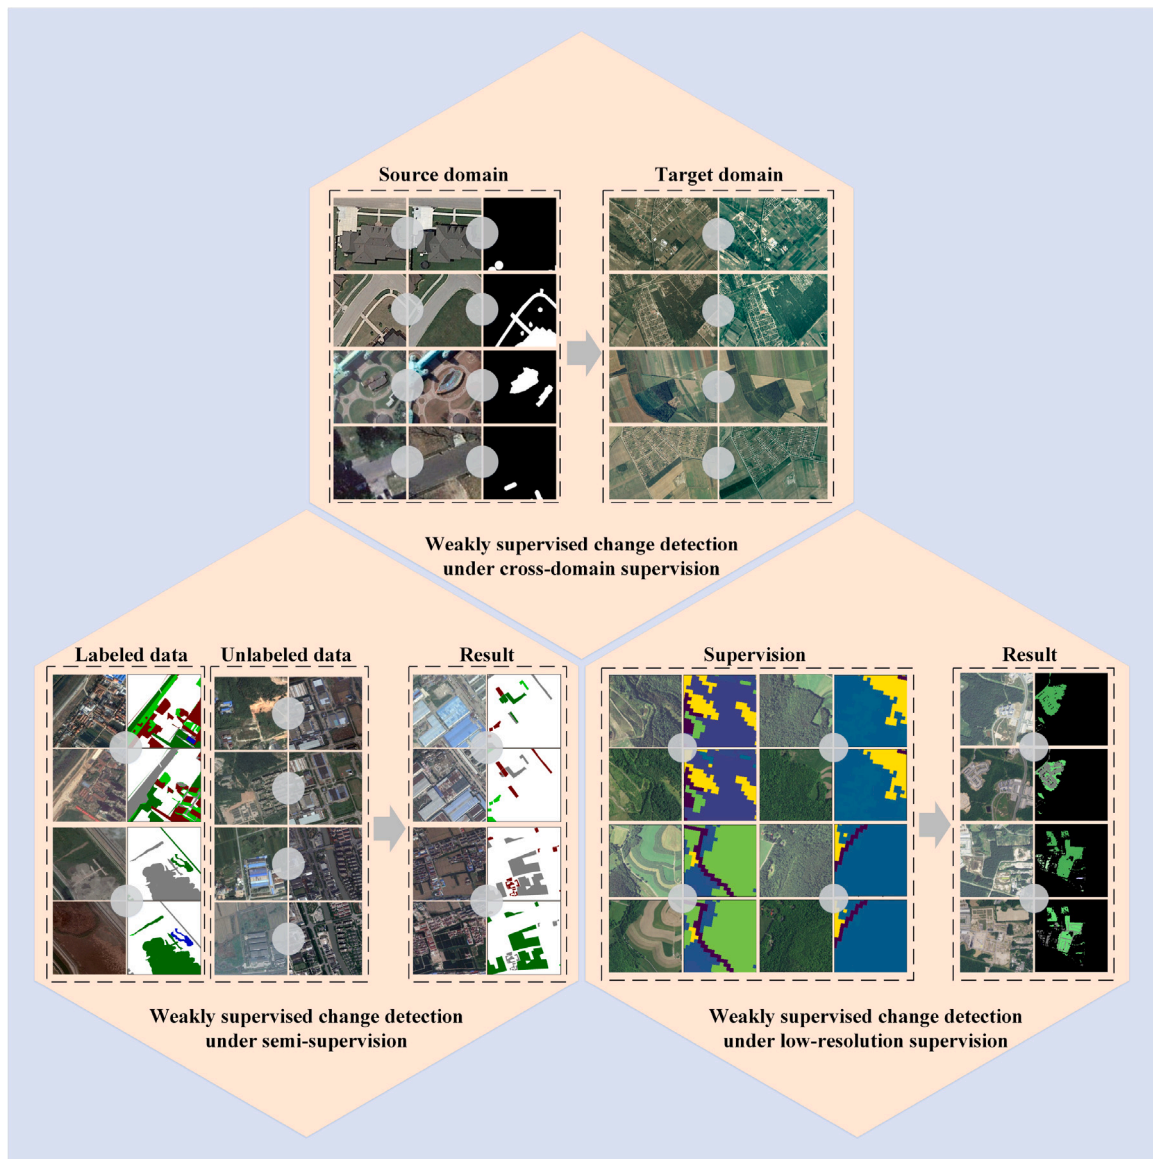 Source domain
Target domain
Weakly supervised change detection
under cross-domain supervision
Labeled data
Unlabeled data
Result
Weakly supervised change detection
under semi-supervision
Supervision
Result
Weakly supervised change detection
under low-resolution supervision